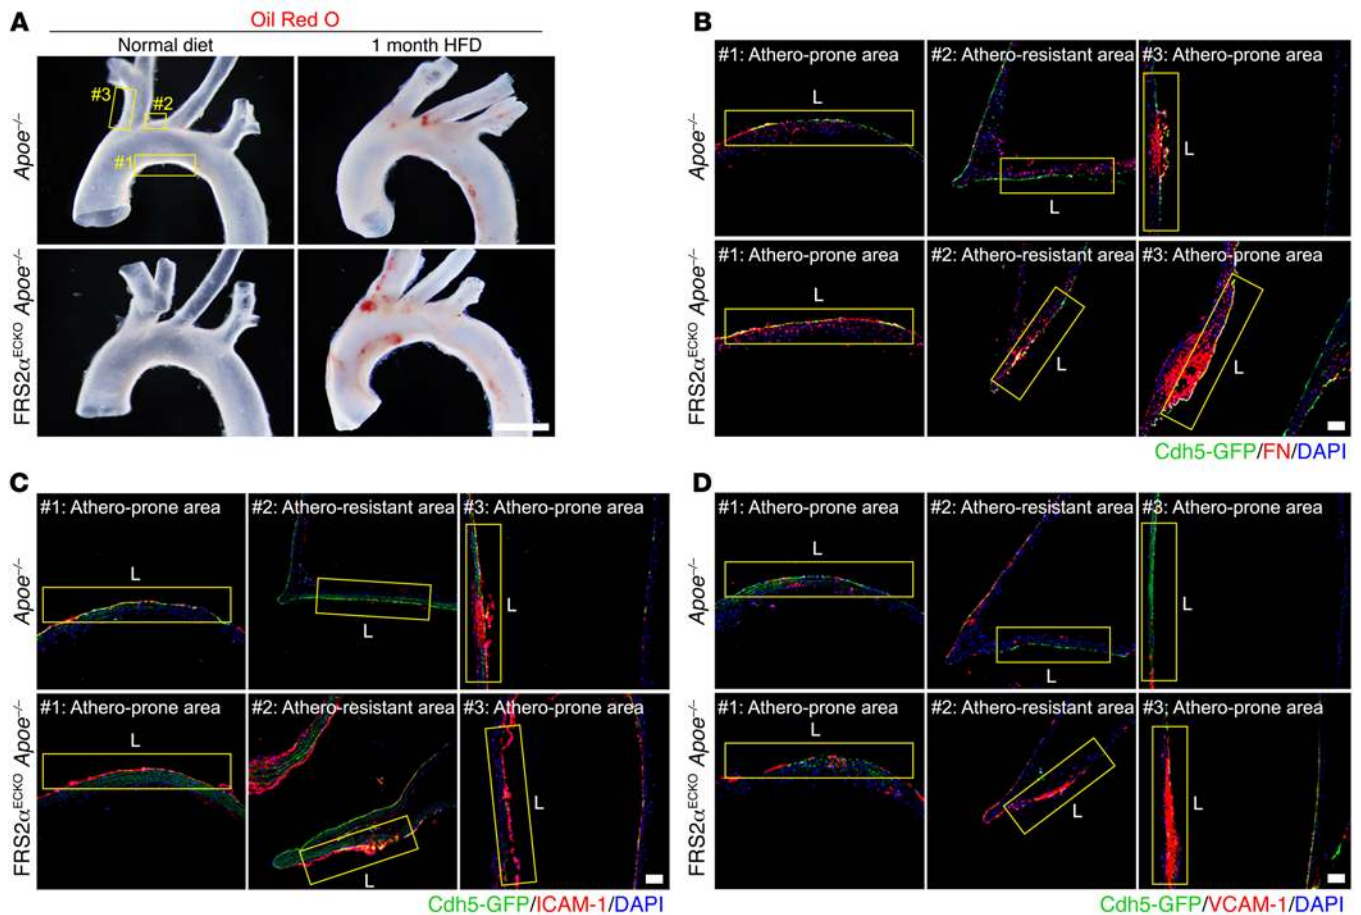 A
Oil Red O
Normal diet
1 month HFD
Apoe–/–
#3
#2
#1
FRS2αECKO Apoe–/–
B
#1: Athero-prone area
#2: Athero-resistant area
#3: Athero-prone area
Apoe–/–
L
L
L
#1: Athero-prone area
#2: Athero-resistant area
#3: Athero-prone area
FRS2αECKO Apoe–/–
L
L
L
Cdh5-GFP/FN/DAPI
C
#1: Athero-prone area
#2: Athero-resistant area
#3: Athero-prone area
Apoe–/–
L
L
L
#1: Athero-prone area
#2: Athero-resistant area
#3: Athero-prone area
FRS2αECKO Apoe–/–
L
L
L
Cdh5-GFP/ICAM-1/DAPI
D
#1: Athero-prone area
#2: Athero-resistant area
#3: Athero-prone area
Apoe–/–
L
L
L
#1: Athero-prone area
#2: Athero-resistant area
#3: Athero-prone area
FRS2αECKO Apoe–/–
L
L
L
Cdh5-GFP/VCAM-1/DAPI